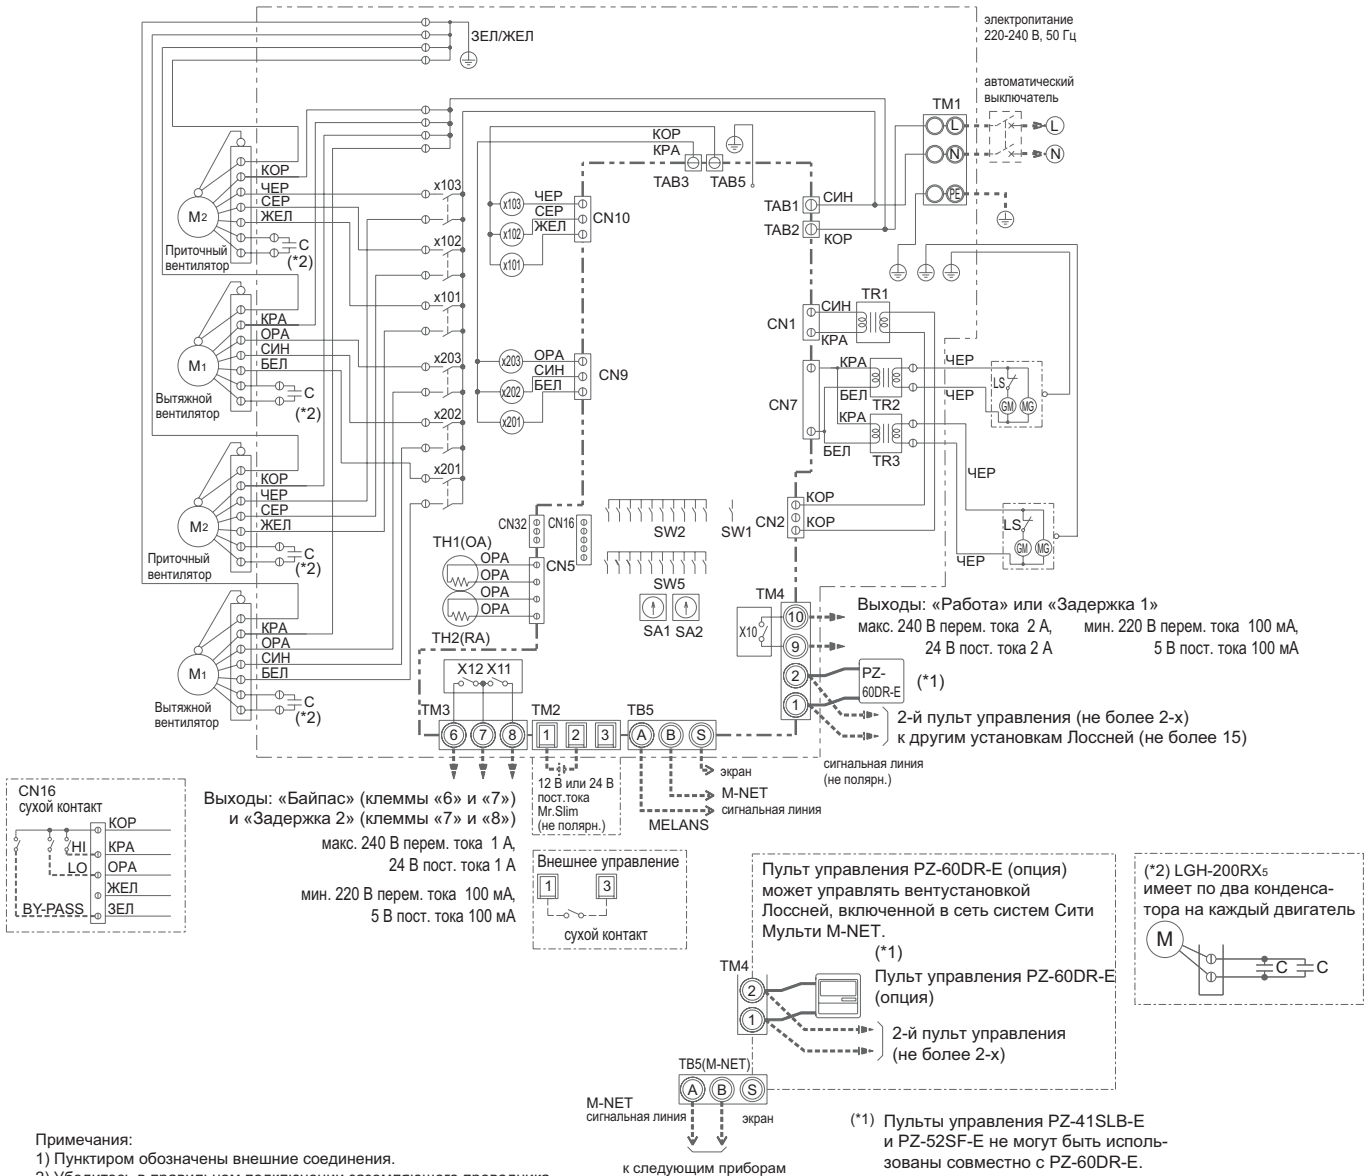 электропитание
220-240 В, 50 Гц
ЗЕЛ/ЖЕЛ
автоматический
выключатель
TM1
L
L
N
N
PE
КОР
КРА
TAB3
TAB5
TAB1
СИН
TAB2
КОР
КОР
ЧЕР
СЕР
ЖЕЛ
M2
C
(*2)
Приточный
вентилятор
x103
x102
x101
x203
x202
x201
x103
ЧЕР
x102
СЕР
x101
ЖЕЛ
CN10
x203
ОРА
x202
СИН
x201
БЕЛ
CN9
КРА
ОРА
СИН
БЕЛ
M1
C
(*2)
Вытяжной
вентилятор
TR1
CN1
СИН
КРА
CN7
КРА
БЕЛ
TR2
КРА
БЕЛ
TR3
ЧЕР
ЧЕР
LS
GM
MG
ЧЕР
LS
GM
MG
ЧЕР
КОР
ЧЕР
СЕР
ЖЕЛ
M2
C
(*2)
Приточный
вентилятор
CN32
CN16
SW2
SW1
CN2
КОР
КОР
TH1(OA)
ОРА
ОРА
ОРА
ОРА
CN5
TH2(RA)
SW5
SA1
SA2
TM4
X10
10
9
2
1
Выходы: «Работа» или «Задержка 1»
макс. 240 В перем. тока 2 А, мин. 220 В перем. тока 100 мА,
24 В пост. тока 2 А 5 В пост. тока 100 мА
PZ-
60DR-E
(*1)
2-й пульт управления (не более 2-х)
к другим установкам Лоссней (не более 15)
сигнальная линия
(не полярн.)
КРА
ОРА
СИН
БЕЛ
M1
C
(*2)
Вытяжной
вентилятор
X12 X11
TM3
6
7
8
TM2
1
2
3
TB5
A
B
S
экран
M-NET
сигнальная линия
MELANS
12 В или 24 В
пост.тока
Mr.Slim
(не полярн.)
Выходы: «Байпас» (клеммы «6» и «7»)
и «Задержка 2» (клеммы «7» и «8»)
макс. 240 В перем. тока 1 А,
24 В пост. тока 1 А
мин. 220 В перем. тока 100 мА,
5 В пост. тока 100 мА
CN16
сухой контакт
КОР
HI
КРА
LO
ОРА
ЖЕЛ
BY-PASS
ЗЕЛ
Внешнее управление
1
3
сухой контакт
Пульт управления PZ-60DR-E (опция)
может управлять вентустановкой
Лоссней, включенной в сеть систем Сити
Мульти M-NET.
(*1)
TM4
2
1
Пульт управления PZ-60DR-E
(опция)
2-й пульт управления
(не более 2-х)
TB5(M-NET)
A
B
S
M-NET
сигнальная линия
экран
к следующим приборам
(*2) LGH-200RX5
имеет по два конденса-
тора на каждый двигатель
M
C
C
(*1) Пульты управления PZ-41SLB-E
и PZ-52SF-E не могут быть исполь-
зованы совместно с PZ-60DR-E.
Примечания:
1) Пунктиром обозначены внешние соединения.